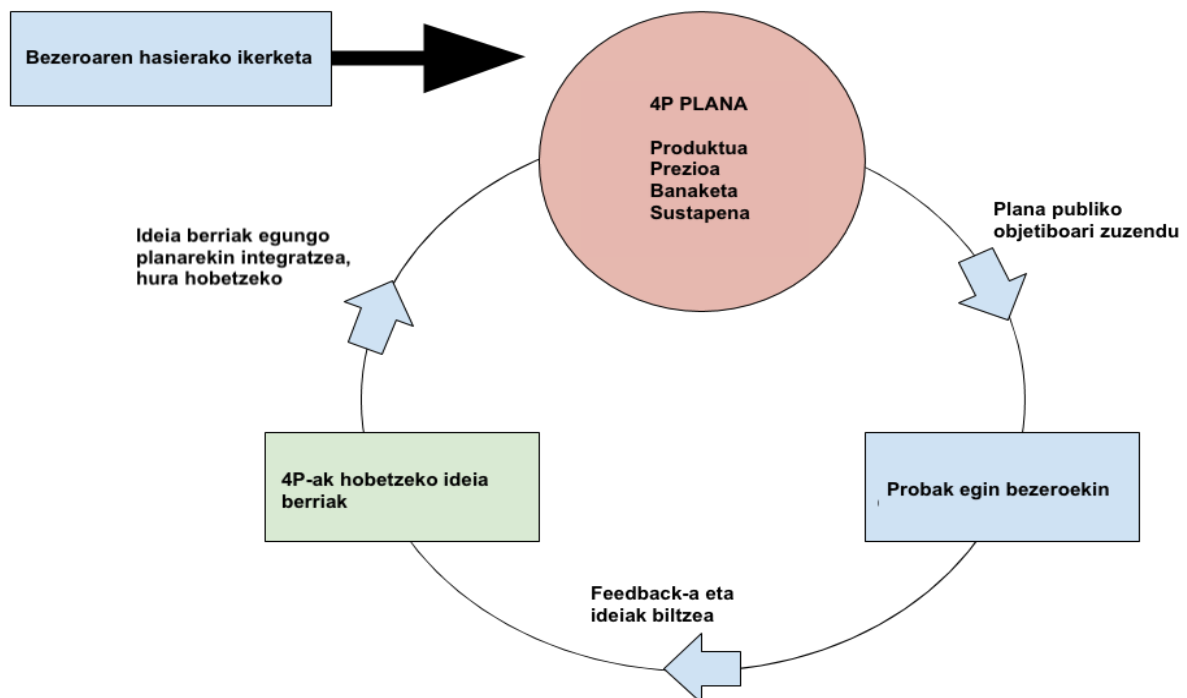 Bezeroaren hasierako ikerketa
4P PLANA
Produktua
Prezioa
Banaketa
Sustapena
Plana publiko
objetiboari zuzendu
Ideia berriak egungo
planarekin integratzea,
hura hobetzeko
4P-ak hobetzeko ideia
berriak
Probak egin bezeroekin
Feedback-a eta
ideiak biltzea